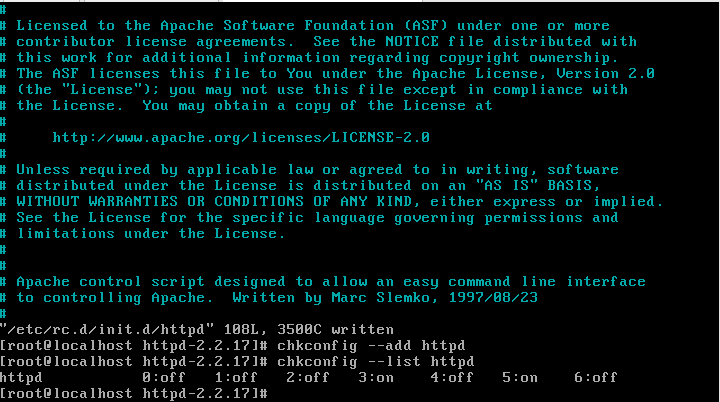 #
# Licensed to the Apache Software Foundation (ASF) under one or more
# contributor license agreements.  See the NOTICE file distributed with
# this work for additional information regarding copyright ownership.
# The ASF licenses this file to You under the Apache License, Version 2.0
# (the "License"); you may not use this file except in compliance with
# the License.  You may obtain a copy of the License at
#
#     http://www.apache.org/licenses/LICENSE-2.0
#
# Unless required by applicable law or agreed to in writing, software
# distributed under the License is distributed on an "AS IS" BASIS,
# WITHOUT WARRANTIES OR CONDITIONS OF ANY KIND, either express or implied.
# See the License for the specific language governing permissions and
# limitations under the License.
#
#
# Apache control script designed to allow an easy command line interface
# to controlling Apache.  Written by Marc Slemko, 1997/08/23
#
"/etc/rc.d/init.d/httpd" 108L, 3500C written
[root@localhost httpd-2.2.17]# chkconfig --add httpd
[root@localhost httpd-2.2.17]# chkconfig --list httpd
httpd           0:off   1:off   2:off   3:on    4:off   5:on    6:off
[root@localhost httpd-2.2.17]#